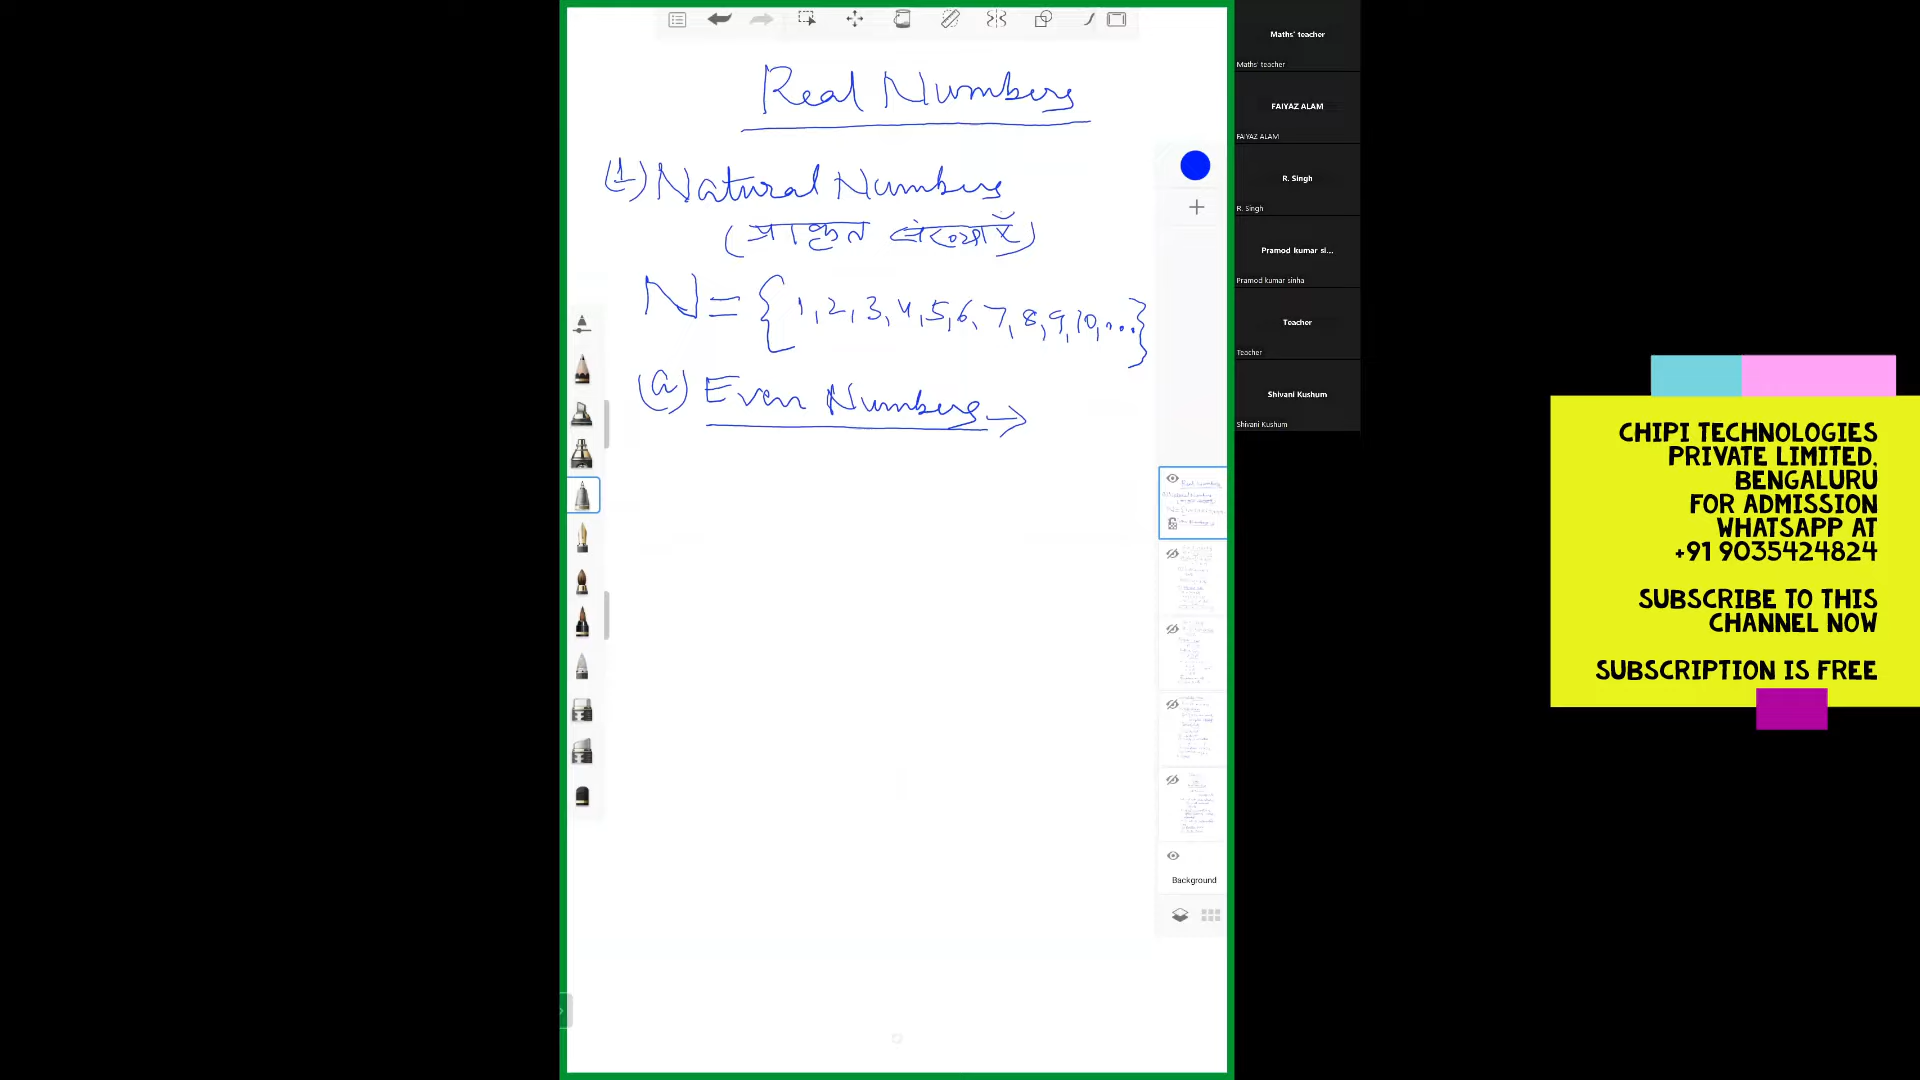 Real Numbers
(1) Natural Numbers
(प्राकृत संख्याएँ)
N = {1, 2, 3, 4, 5, 6, 7, 8, 9, 10, ...}
(a) Even Numbers →
Background
Maths' teacher
Maths' teacher
FAIYAZ ALAM
FAIYAZ ALAM
R. Singh
R. Singh
Pramod kumar si...
Pramod kumar sinha
Teacher
Teacher
Shivani Kushum
Shivani Kushum
CHIPI TECHNOLOGIES
PRIVATE LIMITED,
BENGALURU
FOR ADMISSION
WHATSAPP AT
+91 9035424824
SUBSCRIBE TO THIS
CHANNEL NOW
SUBSCRIPTION IS FREE